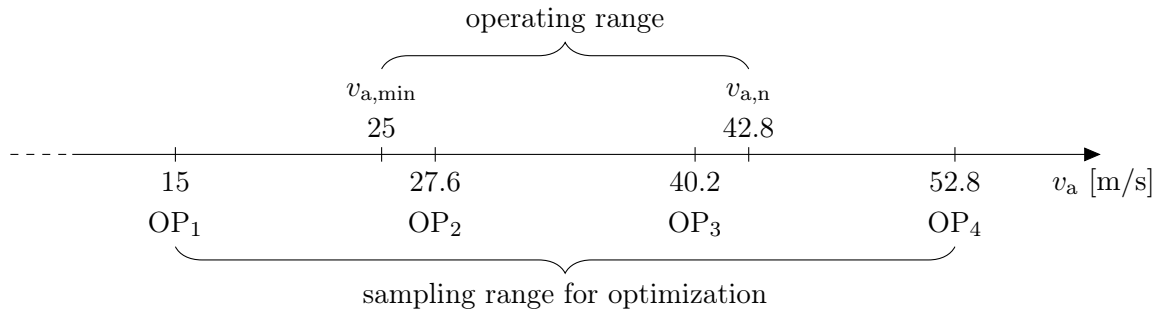 operating range
v_a,min v_a,n
25 42.8
15 27.6 40.2 52.8 v_a [m/s]
OP_1 OP_2 OP_3 OP_4
sampling range for optimization